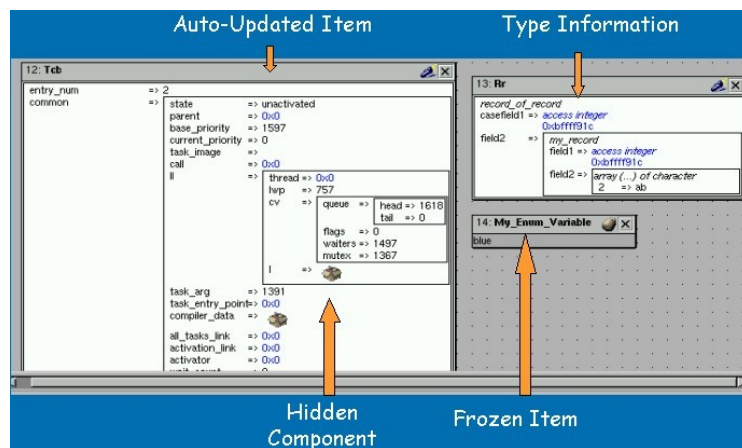 Auto-Updated Item
Type Information
12: Tcb
entry_num => 2
common =>
state => unactivated
parent => 0x0
base_priority => 1597
current_priority => 0
task_image =>
call => 0x0
ll =>
thread => 0x0
lwp => 757
cv =>
queue => head => 1618
tail => 0
flags => 0
waiters => 1497
mutex => 1367
l =>
task_arg => 1391
task_entry_point => 0x0
compiler_data =>
all_tasks_link => 0x0
activation_link => 0x0
activator => 0x0
13: Rr
record_of_record
casefield1 => access integer
0xbffff91c
field2 => my_record
field1 => access integer
0xbffff91c
field2 => array (...) of character
2 => ab
14: My_Enum_Variable
blue
Hidden
Component
Frozen Item